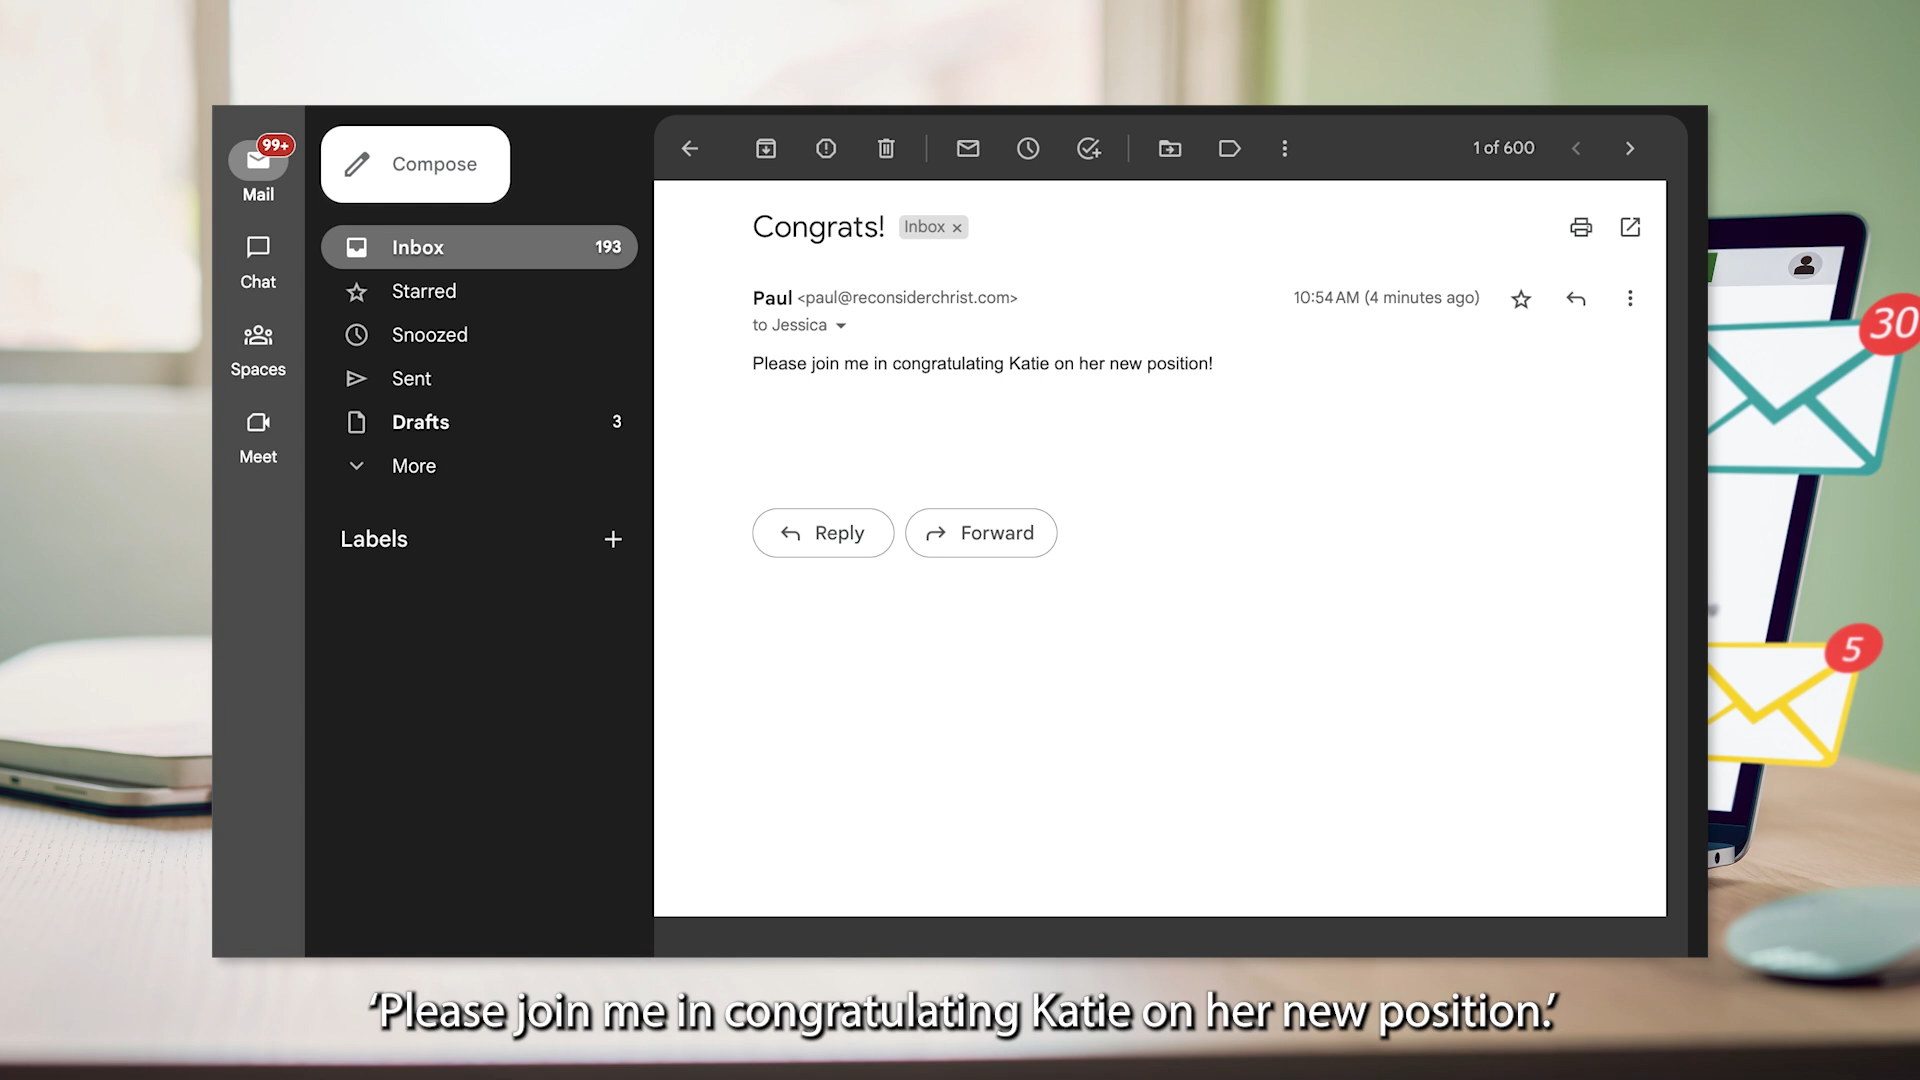 99+
Mail
Chat
Spaces
Meet
Compose
Inbox 193
Starred
Snoozed
Sent
Drafts 3
More
Labels
1 of 600
Congrats! Inbox ×
Paul <paul@reconsiderchrist.com> 10:54 AM (4 minutes ago)
to Jessica
Please join me in congratulating Katie on her new position!
Reply Forward
30
5
‘Please join me in congratulating Katie on her new position.’